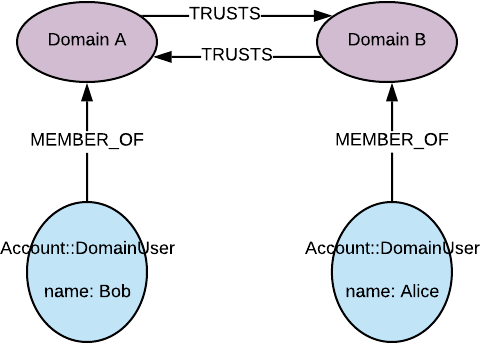 TRUSTS
Domain A
Domain B
TRUSTS
MEMBER_OF
MEMBER_OF
Account::DomainUser
Account::DomainUser
name: Bob
name: Alice